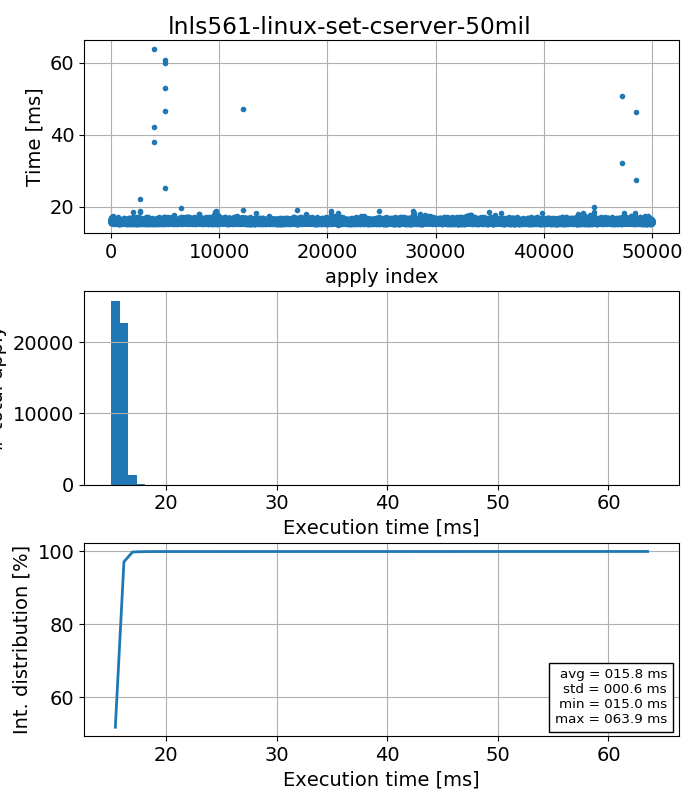 lnls561-linux-set-cserver-50mil
Time [ms]
60
40
20
0
10000
20000
30000
40000
50000
apply index
# total apply
20000
10000
0
20
30
40
50
60
Execution time [ms]
Int. distribution [%]
100
80
60
avg = 015.8 ms
std = 000.6 ms
min = 015.0 ms
max = 063.9 ms
20
30
40
50
60
Execution time [ms]